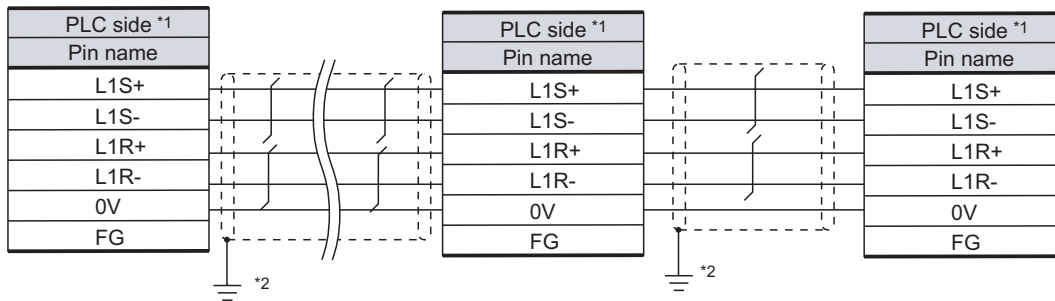 PLC side *1
Pin name
L1S+
L1S-
L1R+
L1R-
0V
FG
*2
PLC side *1
Pin name
L1S+
L1S-
L1R+
L1R-
0V
FG
*2
PLC side *1
Pin name
L1S+
L1S-
L1R+
L1R-
0V
FG